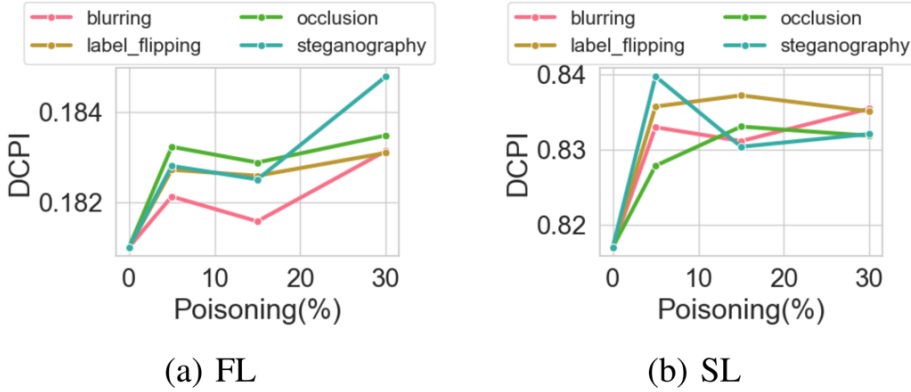 blurring
occlusion
label_flipping
steganography
DCPI
0.184
0.182
0 10 20 30
Poisoning(%)
(a) FL
blurring
occlusion
label_flipping
steganography
DCPI
0.84
0.83
0.82
0 10 20 30
Poisoning(%)
(b) SL